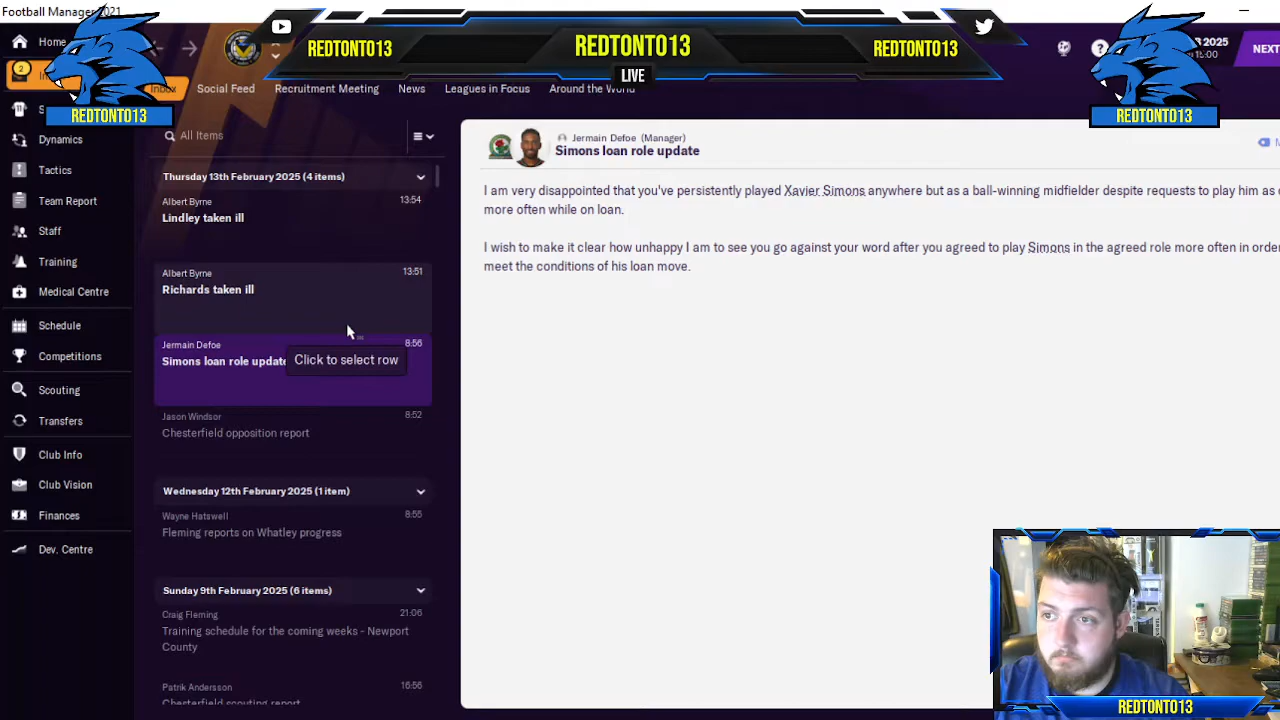 Football Manager 2021
REDTONTO13
REDTONTO13
REDTONTO13
LIVE
REDTONTO13
REDTONTO13
2025
15:00
NEXT
Home
2
Inbox
Social Feed
Recruitment Meeting
News
Leagues in Focus
Around the World
Dynamics
Tactics
Team Report
Staff
Training
Medical Centre
Schedule
Competitions
Scouting
Transfers
Club Info
Club Vision
Finances
Dev. Centre
All Items
Thursday 13th February 2025 (4 items)
Albert Byrne 13:54
Lindley taken ill
Albert Byrne 13:51
Richards taken ill
Jermain Defoe 8:56
Simons loan role update
Click to select row
Jason Windsor 8:52
Chesterfield opposition report
Wednesday 12th February 2025 (1 item)
Wayne Hatswell 8:55
Fleming reports on Whatley progress
Sunday 9th February 2025 (6 items)
Craig Fleming 21:06
Training schedule for the coming weeks - Newport
County
Patrik Andersson 16:56
Chesterfield scouting report
Jermain Defoe (Manager)
Simons loan role update
I am very disappointed that you've persistently played Xavier Simons anywhere but as a ball-winning midfielder despite requests to play him as
more often while on loan.
I wish to make it clear how unhappy I am to see you go against your word after you agreed to play Simons in the agreed role more often in order
meet the conditions of his loan move.
REDTONTO13